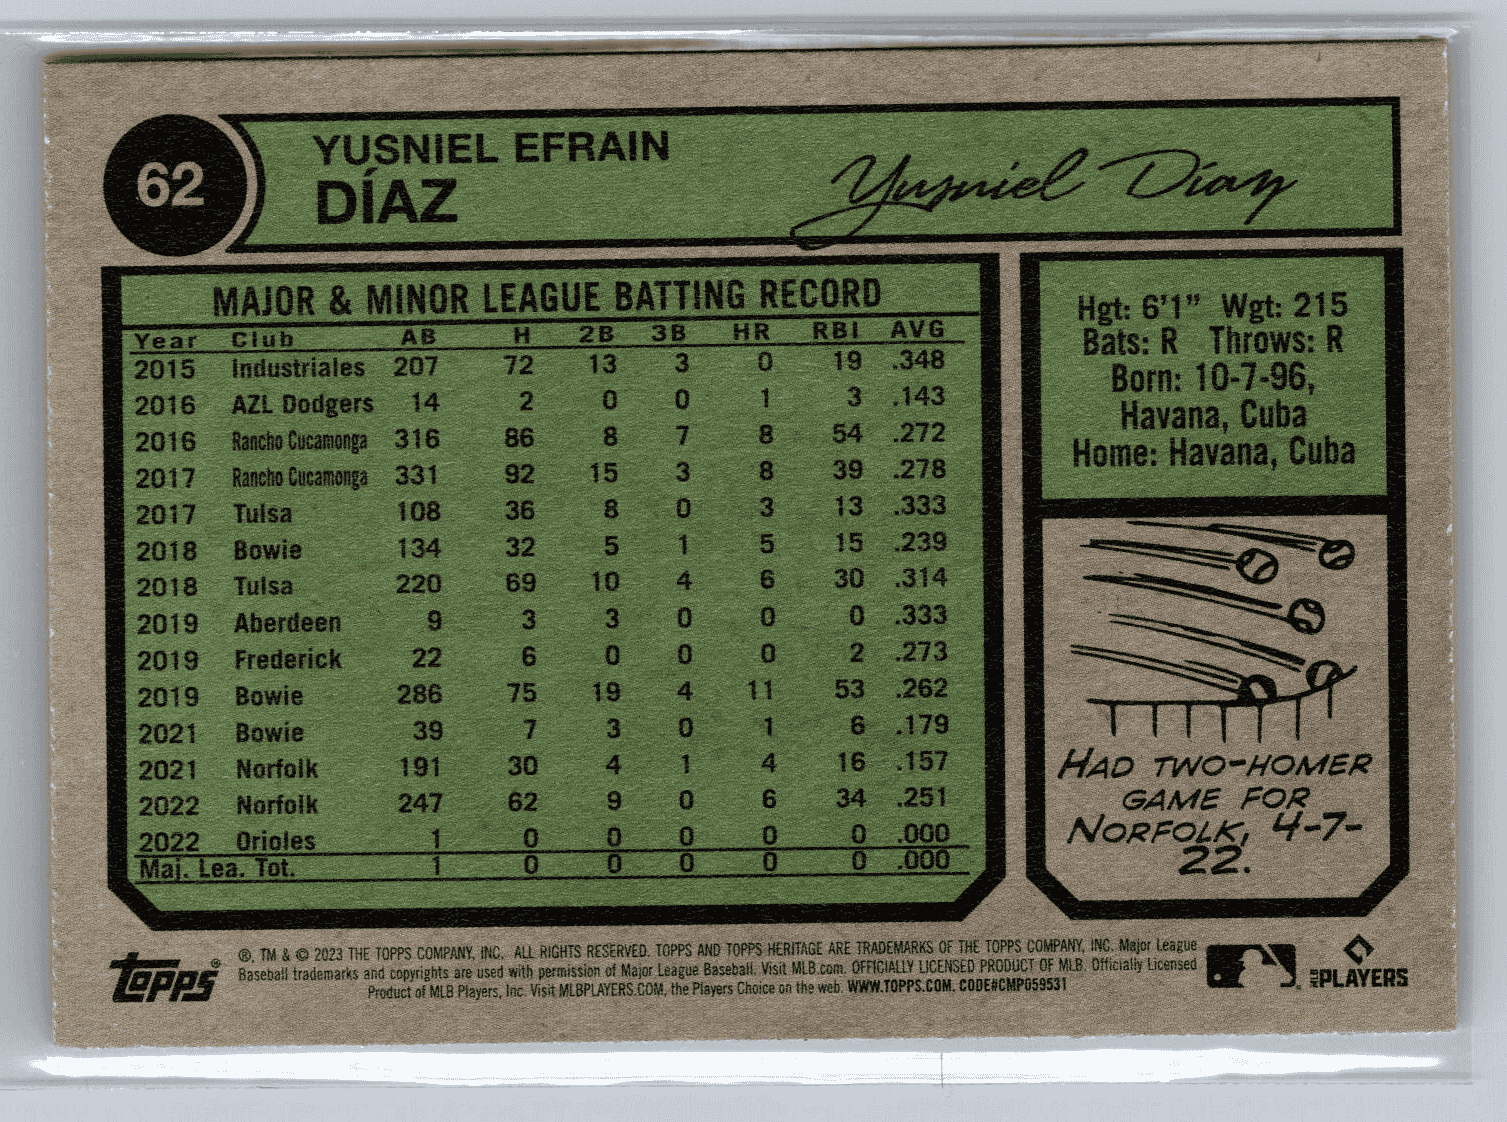 62
YUSNIEL EFRAIN
DÍAZ
Yusniel Díaz
MAJOR & MINOR LEAGUE BATTING RECORD
Year Club AB H 2B 3B HR RBI AVG
2015 Industriales 207 72 13 3 0 19 .348
2016 AZL Dodgers 14 2 0 0 1 3 .143
2016 Rancho Cucamonga 316 86 8 7 8 54 .272
2017 Rancho Cucamonga 331 92 15 3 8 39 .278
2017 Tulsa 108 36 8 0 3 13 .333
2018 Bowie 134 32 5 1 5 15 .239
2018 Tulsa 220 69 10 4 6 30 .314
2019 Aberdeen 9 3 3 0 0 0 .333
2019 Frederick 22 6 0 0 0 2 .273
2019 Bowie 286 75 19 4 11 53 .262
2021 Bowie 39 7 3 0 1 6 .179
2021 Norfolk 191 30 4 1 4 16 .157
2022 Norfolk 247 62 9 0 6 34 .251
2022 Orioles 1 0 0 0 0 0 .000
Maj. Lea. Tot. 1 0 0 0 0 0 .000
Hgt: 6'1" Wgt: 215
Bats: R Throws: R
Born: 10-7-96,
Havana, Cuba
Home: Havana, Cuba
HAD TWO-HOMER
GAME FOR
NORFOLK, 4-7-
22.
TOPPS®
®, TM & © 2023 THE TOPPS COMPANY, INC. ALL RIGHTS RESERVED. TOPPS AND TOPPS HERITAGE ARE TRADEMARKS OF THE TOPPS COMPANY, INC. Major League
Baseball trademarks and copyrights are used with permission of Major League Baseball. Visit MLB.com. OFFICIALLY LICENSED PRODUCT OF MLB. Officially Licensed
Product of MLB Players, Inc. Visit MLBPLAYERS.COM, the Players Choice on the web. WWW.TOPPS.COM. CODE#CMP059531
MLB PLAYERS